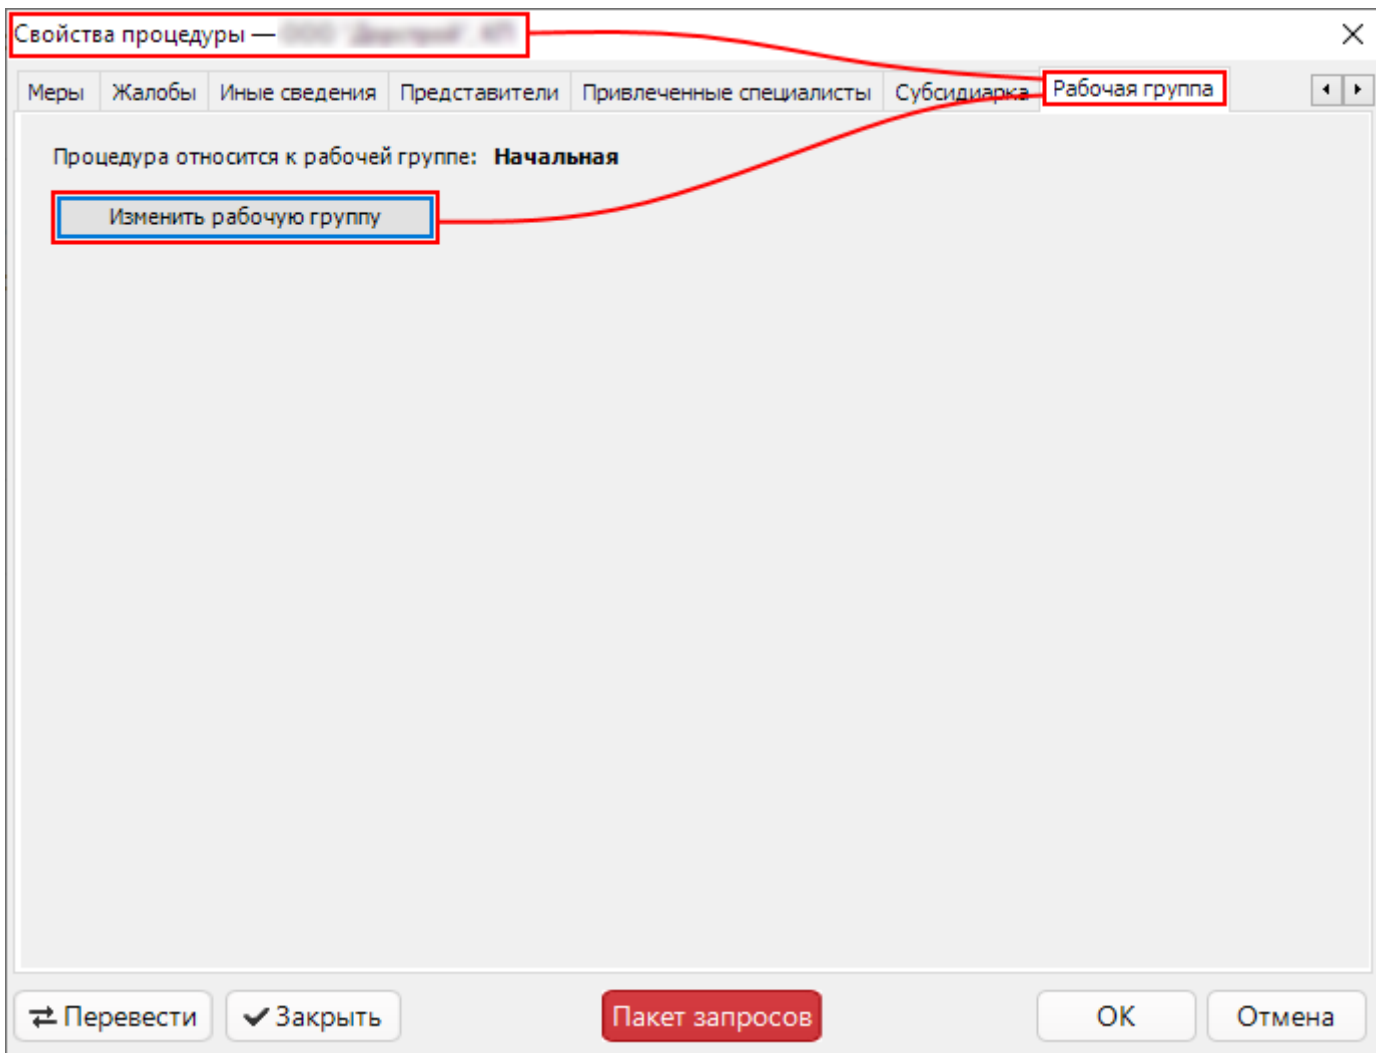 Свойства процедуры —
Меры Жалобы Иные сведения Представители Привлеченные специалисты Субсидиарка Рабочая группа
Процедура относится к рабочей группе: Начальная
Изменить рабочую группу
Перевести Закрыть Пакет запросов ОК Отмена